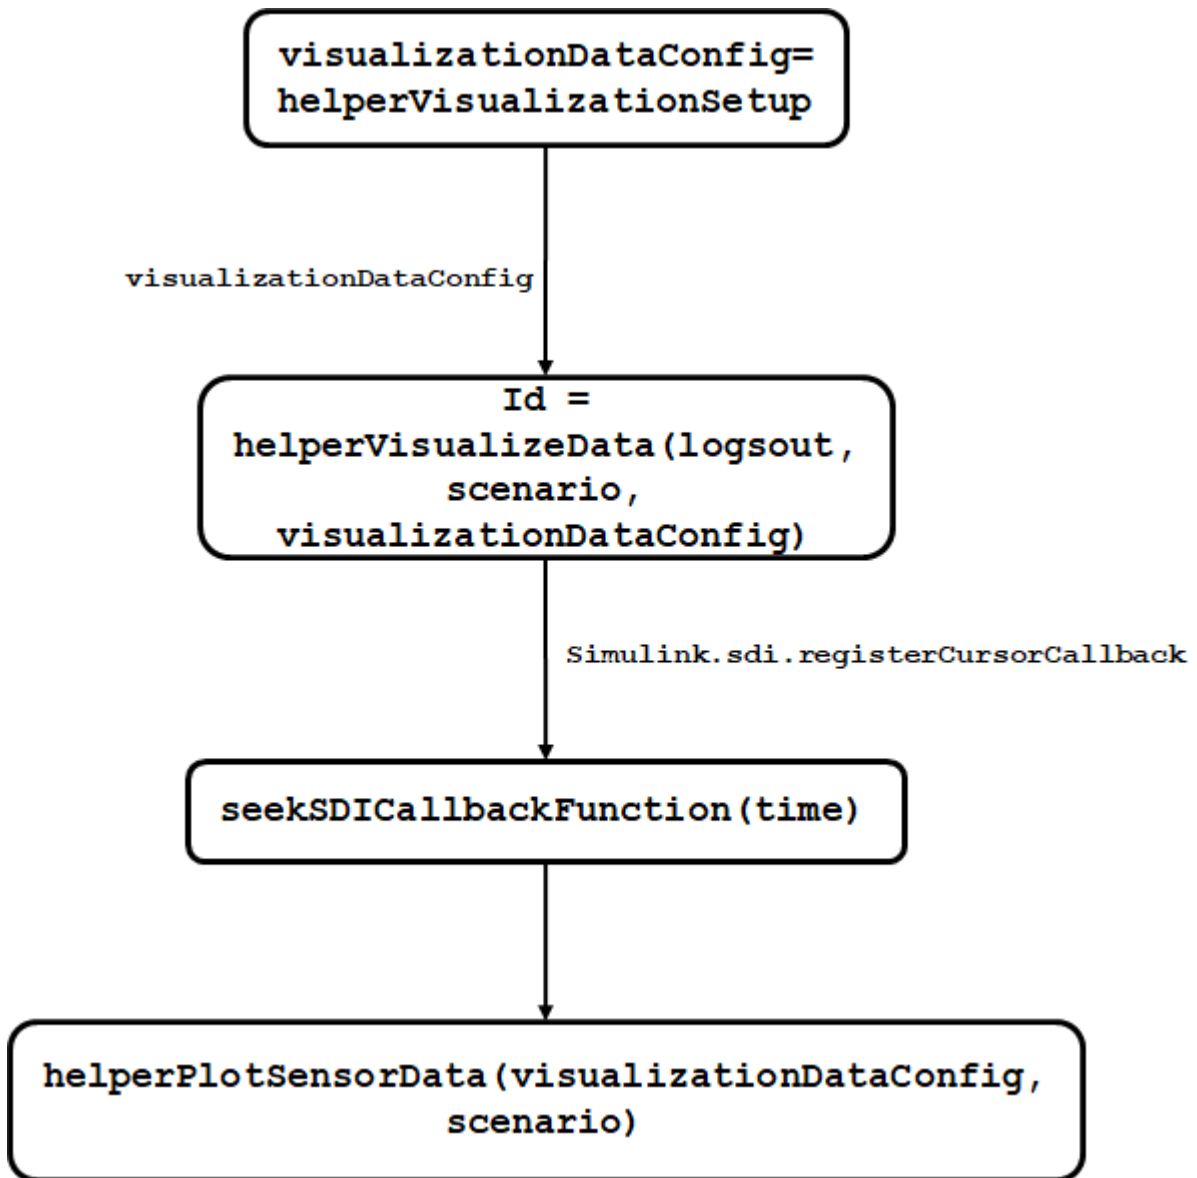 visualizationDataConfig=
helperVisualizationSetup
visualizationDataConfig
Id =
helperVisualizeData(logsout,
scenario,
visualizationDataConfig)
Simulink.sdi.registerCursorCallback
seekSDICallbackFunction(time)
helperPlotSensorData(visualizationDataConfig,
scenario)